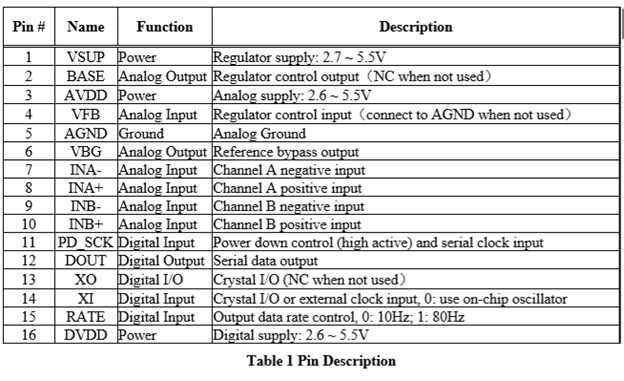 Pin # Name Function Description
1 VSUP Power Regulator supply: 2.7 ~ 5.5V
2 BASE Analog Output Regulator control output（NC when not used）
3 AVDD Power Analog supply: 2.6 ~ 5.5V
4 VFB Analog Input Regulator control input（connect to AGND when not used）
5 AGND Ground Analog Ground
6 VBG Analog Output Reference bypass output
7 INA- Analog Input Channel A negative input
8 INA+ Analog Input Channel A positive input
9 INB- Analog Input Channel B negative input
10 INB+ Analog Input Channel B positive input
11 PD_SCK Digital Input Power down control (high active) and serial clock input
12 DOUT Digital Output Serial data output
13 XO Digital I/O Crystal I/O (NC when not used）
14 XI Digital Input Crystal I/O or external clock input, 0: use on-chip oscillator
15 RATE Digital Input Output data rate control, 0: 10Hz; 1: 80Hz
16 DVDD Power Digital supply: 2.6 ~ 5.5V
Table 1 Pin Description